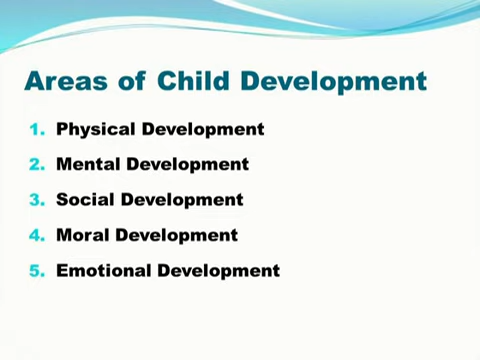 Areas of Child Development
1. Physical Development
2. Mental Development
3. Social Development
4. Moral Development
5. Emotional Development